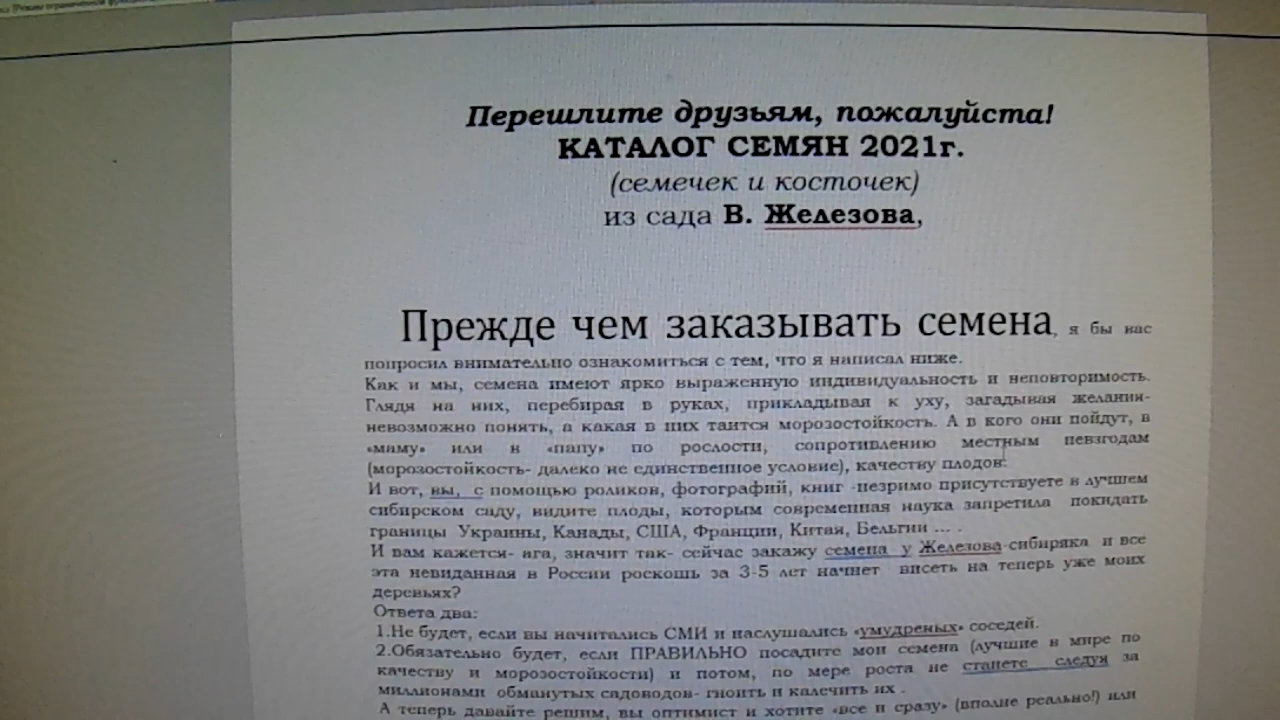 Перешлите друзьям, пожалуйста!
КАТАЛОГ СЕМЯН 2021г.
(семечек и косточек)
из сада В. Железова,
Прежде чем заказывать семена, я бы вас
попросил внимательно ознакомиться с тем, что я написал ниже.
Как и мы, семена имеют ярко выраженную индивидуальность и неповторимость.
Глядя на них, перебирая в руках, прикладывая к уху, загадывая желания-
невозможно понять, а какая в них таится морозостойкость. А в кого они пойдут, в
«маму» или в «папу» по рослости, сопротивлению местным невзгодам
(морозостойкость- далеко не единственное условие), качеству плодов.
И вот, вы, с помощью роликов, фотографий, книг -незримо присутствуете в лучшем
сибирском саду, видите плоды, которым современная наука запретила покидать
границы Украины, Канады, США, Франции, Китая, Бельгии ... .
И вам кажется- ага, значит так- сейчас закажу семена у Железова-сибиряка и все
эта невиданная в России роскошь за 3-5 лет начнет висеть на теперь уже моих
деревьях?
Ответа два:
1.Не будет, если вы начитались СМИ и наслушались «умудреных» соседей.
2.Обязательно будет, если ПРАВИЛЬНО посадите мои семена (лучшие в мире по
качеству и морозостойкости) и потом, по мере роста не станете следуя за
миллионами обманутых садоводов- гноить и калечить их .
А теперь давайте решим, вы оптимист и хотите «все и сразу» (вполне реально!) или